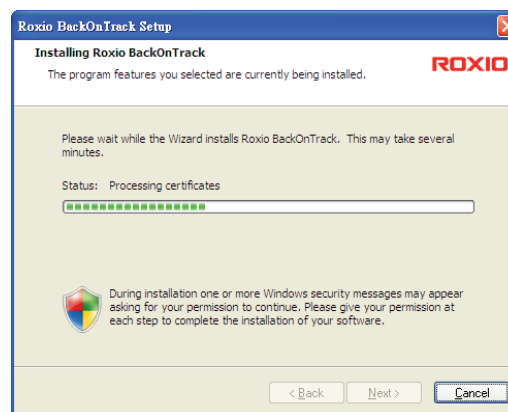 Roxio BackOnTrack Setup
Installing Roxio BackOnTrack
The program features you selected are currently being installed.
ROXIO
Please wait while the Wizard installs Roxio BackOnTrack. This may take several
minutes.
Status: Processing certificates
During installation one or more Windows security messages may appear
asking for your permission to continue. Please give your permission at
each step to complete the installation of your software.
< Back
Next >
Cancel